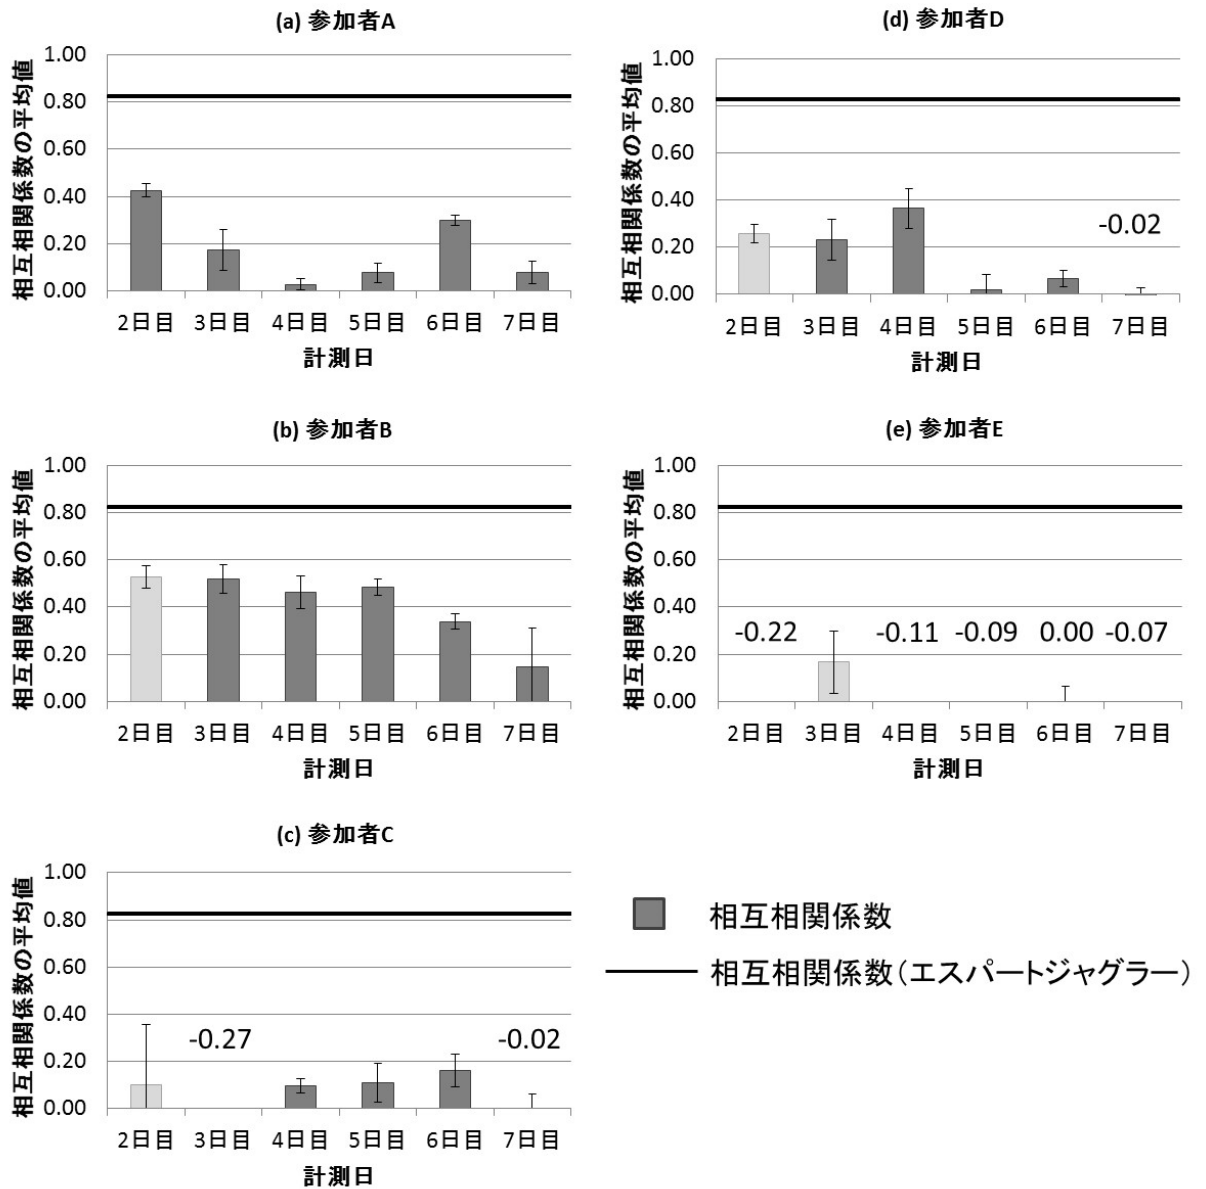 (a) 参加者A
相互相関係数の平均値
1.00
0.80
0.60
0.40
0.20
0.00
2日目 3日目 4日目 5日目 6日目 7日目
計測日
(b) 参加者B
相互相関係数の平均値
1.00
0.80
0.60
0.40
0.20
0.00
2日目 3日目 4日目 5日目 6日目 7日目
計測日
(c) 参加者C
相互相関係数の平均値
1.00
0.80
0.60
0.40
0.20
0.00
-0.27 -0.02
2日目 3日目 4日目 5日目 6日目 7日目
計測日
(d) 参加者D
相互相関係数の平均値
1.00
0.80
0.60
0.40
0.20
0.00
-0.02
2日目 3日目 4日目 5日目 6日目 7日目
計測日
(e) 参加者E
相互相関係数の平均値
1.00
0.80
0.60
0.40
0.20
0.00
-0.22 -0.11 -0.09 0.00 -0.07
2日目 3日目 4日目 5日目 6日目 7日目
計測日
相互相関係数
相互相関係数(エスパートジャグラー)